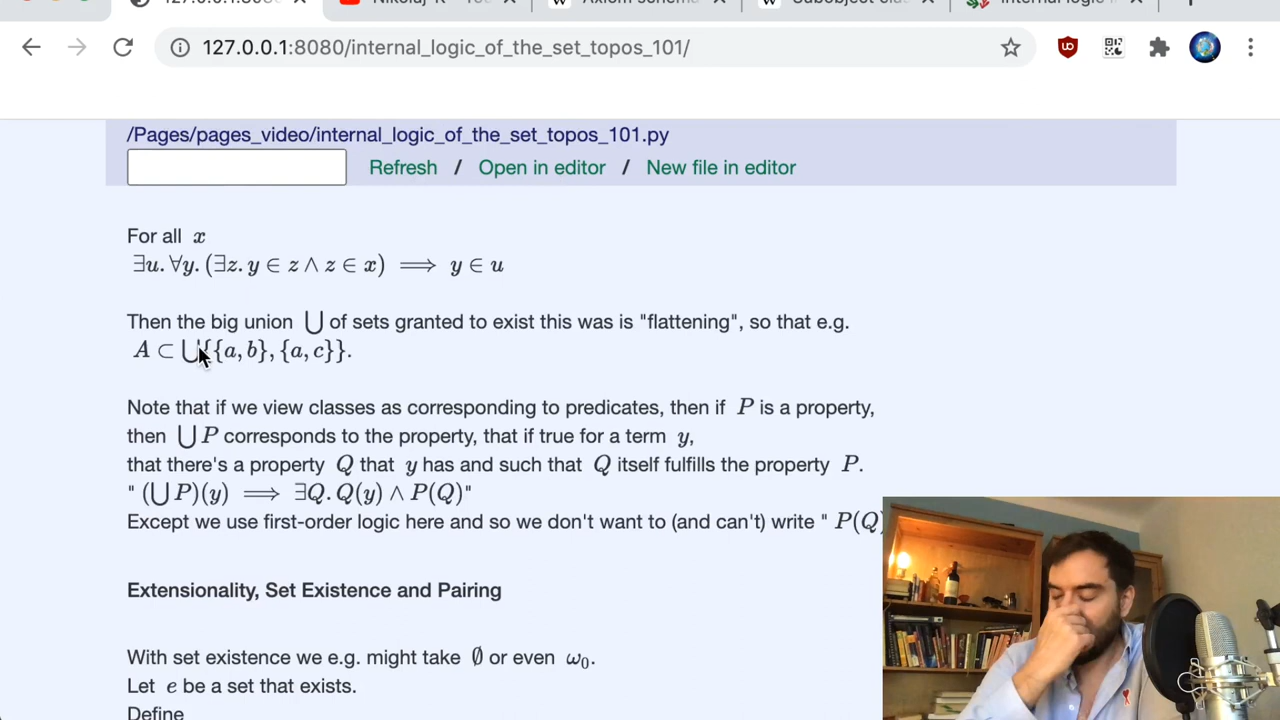 127.0.0.1:8080/internal_logic_of_the_set_topos_101/
/Pages/pages_video/internal_logic_of_the_set_topos_101.py
Refresh / Open in editor / New file in editor
For all x
∃u. ∀y. (∃z. y ∈ z ∧ z ∈ x) ⟹ y ∈ u
Then the big union ⋃ of sets granted to exist this was is "flattening", so that e.g.
A ⊂ ⋃{{a, b}, {a, c}}.
Note that if we view classes as corresponding to predicates, then if P is a property,
then ⋃ P corresponds to the property, that if true for a term y,
that there's a property Q that y has and such that Q itself fulfills the property P.
" (⋃ P)(y) ⟹ ∃Q. Q(y) ∧ P(Q)"
Except we use first-order logic here and so we don't want to (and can't) write " P(Q)
Extensionality, Set Existence and Pairing
With set existence we e.g. might take ∅ or even ω₀.
Let e be a set that exists.
Define